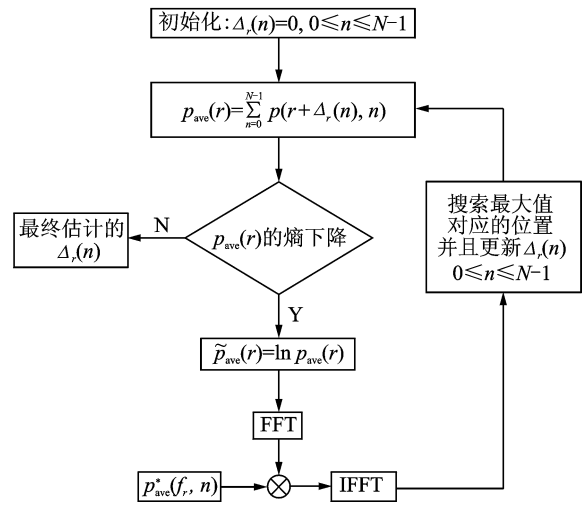 初始化:Δr(n)=0, 0≤n≤N-1
pave(r)=∑n=0N-1 p(r+Δr(n), n)
搜索最大值
对应的位置
并且更新Δr(n)
0≤n≤N-1
最终估计的
Δr(n)
N
pave(r)的熵下降
Y
p̃ave(r)=ln pave(r)
FFT
p*ave(fr, n)
IFFT